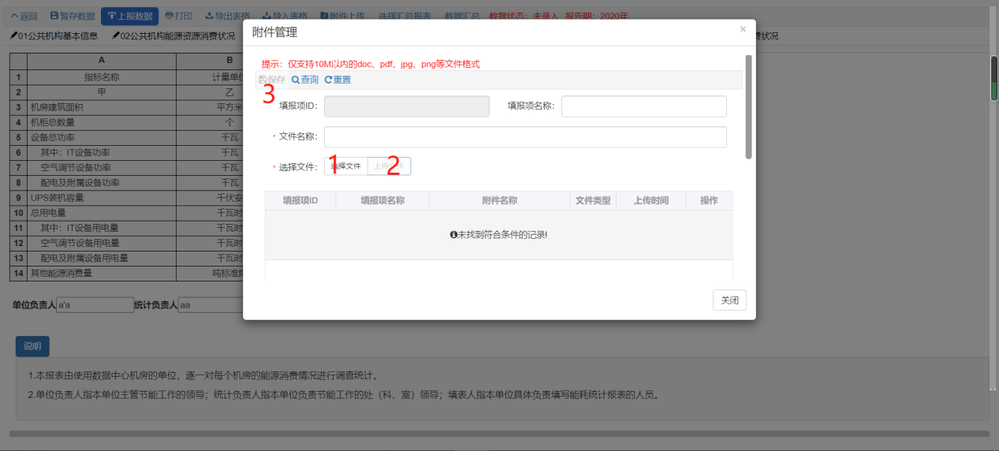 返回 暂存数据 上报数据 打印 导出表格 导入表格 附件上传 选择汇总报表 数据汇总 数据状态：未录入 报告期：2020年
01公共机构基本信息 02公共机构能源资源消费状况 费状况
附件管理 ×
提示：仅支持10M以内的doc、pdf、jpg、png等文件格式
保存 查询 重置
3
填报项ID： 填报项名称：
* 文件名称：
* 选择文件： 选择文件 上传文件
1 2
填报项ID 填报项名称 附件名称 文件类型 上传时间 操作
未找到符合条件的记录!
关闭
A B
1 指标名称 计量单位
2 甲 乙
3 机房建筑面积 平方米
4 机柜总数量 个
5 设备总功率 千瓦
6 其中：IT设备功率 千瓦
7 空气调节设备功率 千瓦
8 配电及附属设备功率 千瓦
9 UPS装机容量 千伏安
10 总用电量 千瓦时
11 其中：IT设备用电量 千瓦时
12 空气调节设备用电量 千瓦时
13 配电及附属设备用电量 千瓦时
14 其他能源消费量 吨标准煤
单位负责人 a'a 统计负责人 aa
说明
1.本报表由使用数据中心机房的单位，逐一对每个机房的能源消费情况进行调查统计。
2.单位负责人指本单位主管节能工作的领导；统计负责人指本单位负责节能工作的处（科、室）领导；填表人指本单位具体负责填写能耗统计报表的人员。